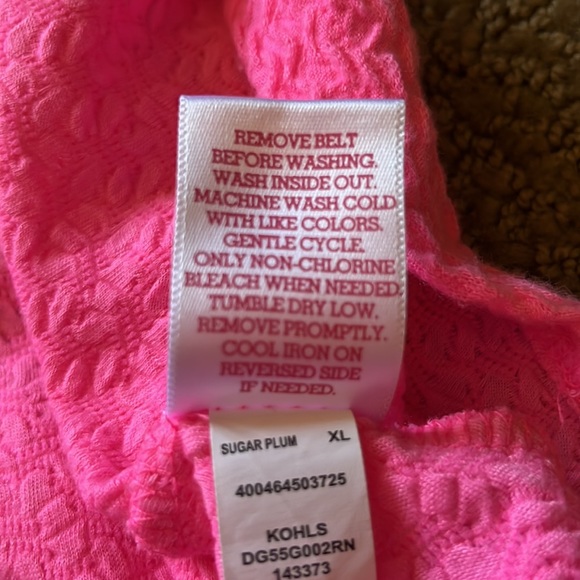 REMOVE BELT
BEFORE WASHING.
WASH INSIDE OUT.
MACHINE WASH COLD
WITH LIKE COLORS.
GENTLE CYCLE.
ONLY NON-CHLORINE
BLEACH WHEN NEEDED.
TUMBLE DRY LOW.
REMOVE PROMPTLY.
COOL IRON ON
REVERSED SIDE
IF NEEDED.
SUGAR PLUM XL
400464503725
KOHLS
DG55G002RN
143373